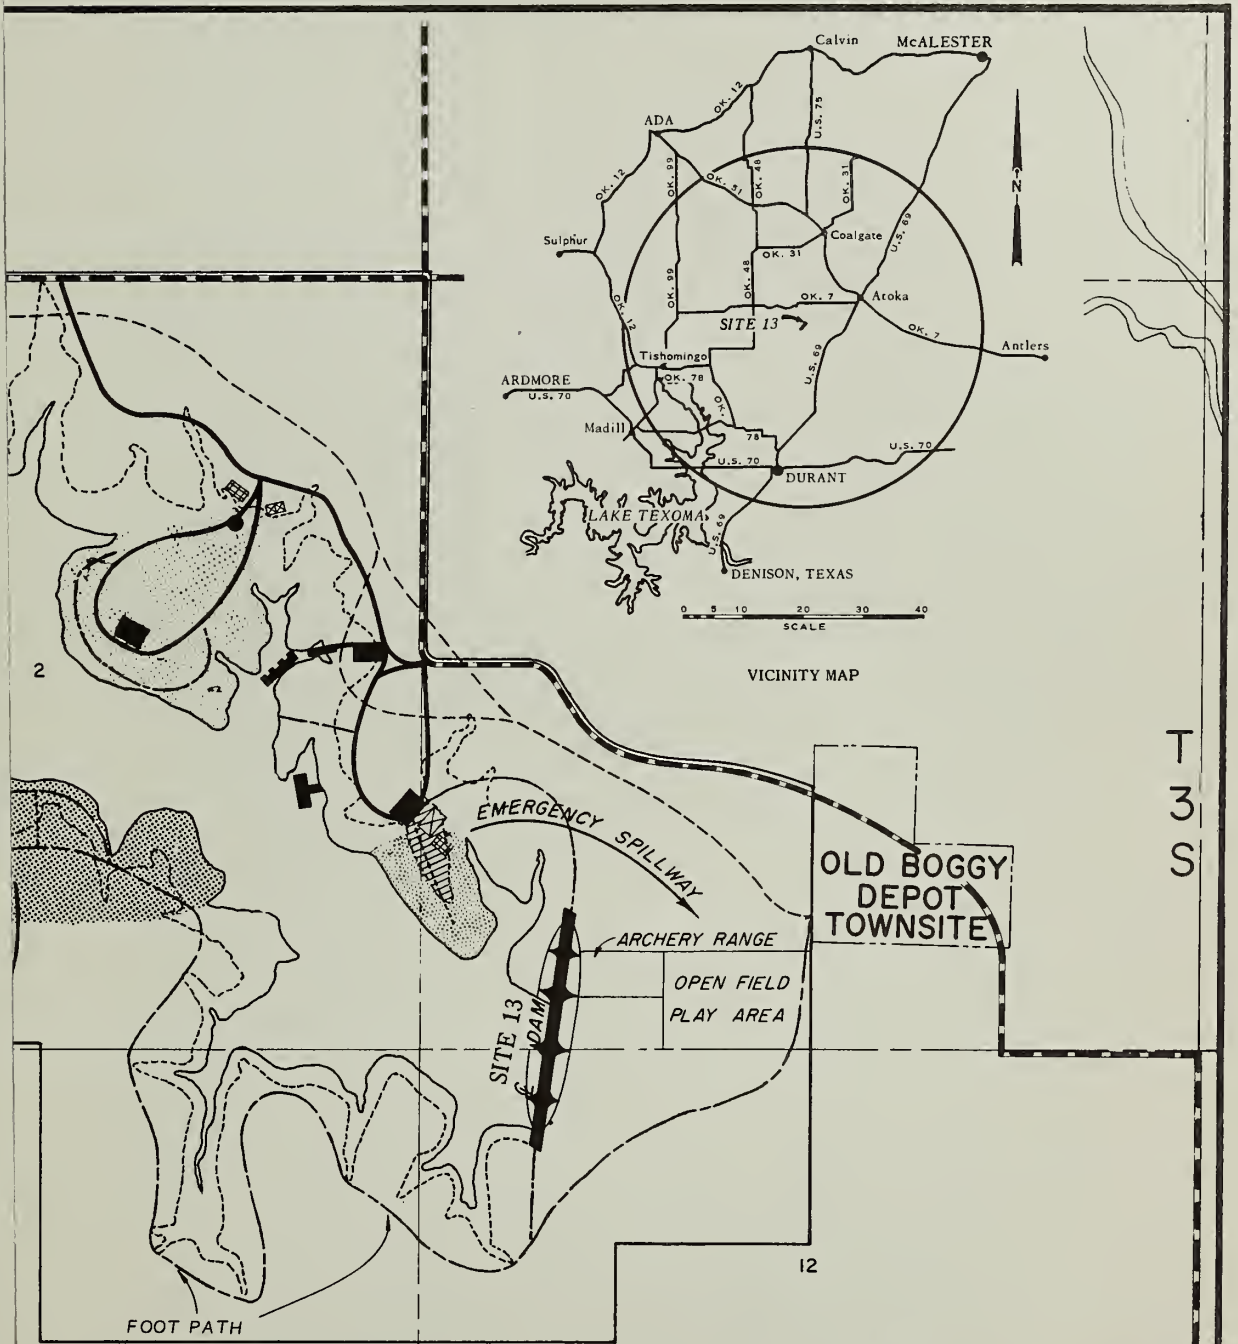 Calvin
McALESTER
OK. 12
U.S. 75
ADA
OK. 12
OK. 99
OK. 51
OK. 48
OK. 31
U.S. 69
N
Sulphur
Coalgate
OK. 31
OK. 99
OK. 48
OK. 7
Atoka
OK. 12
SITE 13
OK. 7
Antlers
Tishomingo
U.S. 69
ARDMORE
OK. 78
U.S. 70
OK.
Madill
78
U.S. 70
U.S. 70
DURANT
LAKE TEXOMA
U.S. 69
DENISON, TEXAS
0 5 10 20 30 40
SCALE
VICINITY MAP
2
T
3
S
EMERGENCY SPILLWAY
OLD BOGGY
DEPOT
TOWNSITE
ARCHERY RANGE
OPEN FIELD
PLAY AREA
SITE 13
DAM
12
FOOT PATH